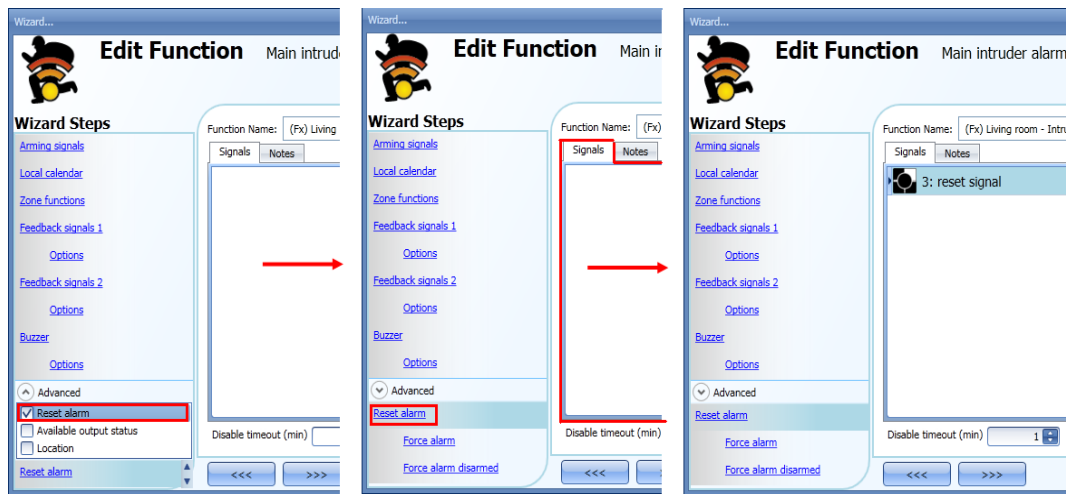 Wizard...
Edit Function Main intrud
Wizard Steps
Arming signals
Local calendar
Zone functions
Feedback signals 1
Options
Feedback signals 2
Options
Buzzer
Options
Advanced
Reset alarm
Available output status
Location
Reset alarm
Function Name: (Fx) Living
Signals Notes
Disable timeout (min)
<<< >>>
Wizard...
Edit Function Main in
Wizard Steps
Arming signals
Local calendar
Zone functions
Feedback signals 1
Options
Feedback signals 2
Options
Buzzer
Options
Advanced
Reset alarm
Force alarm
Force alarm disarmed
Function Name: (Fx)
Signals Notes
Disable timeout (min)
<<<
Wizard...
Edit Function Main intruder alarm
Wizard Steps
Arming signals
Local calendar
Zone functions
Feedback signals 1
Options
Feedback signals 2
Options
Buzzer
Options
Advanced
Reset alarm
Force alarm
Force alarm disarmed
Function Name: (Fx) Living room - Intru
Signals Notes
3: reset signal
Disable timeout (min) 1
<<< >>>